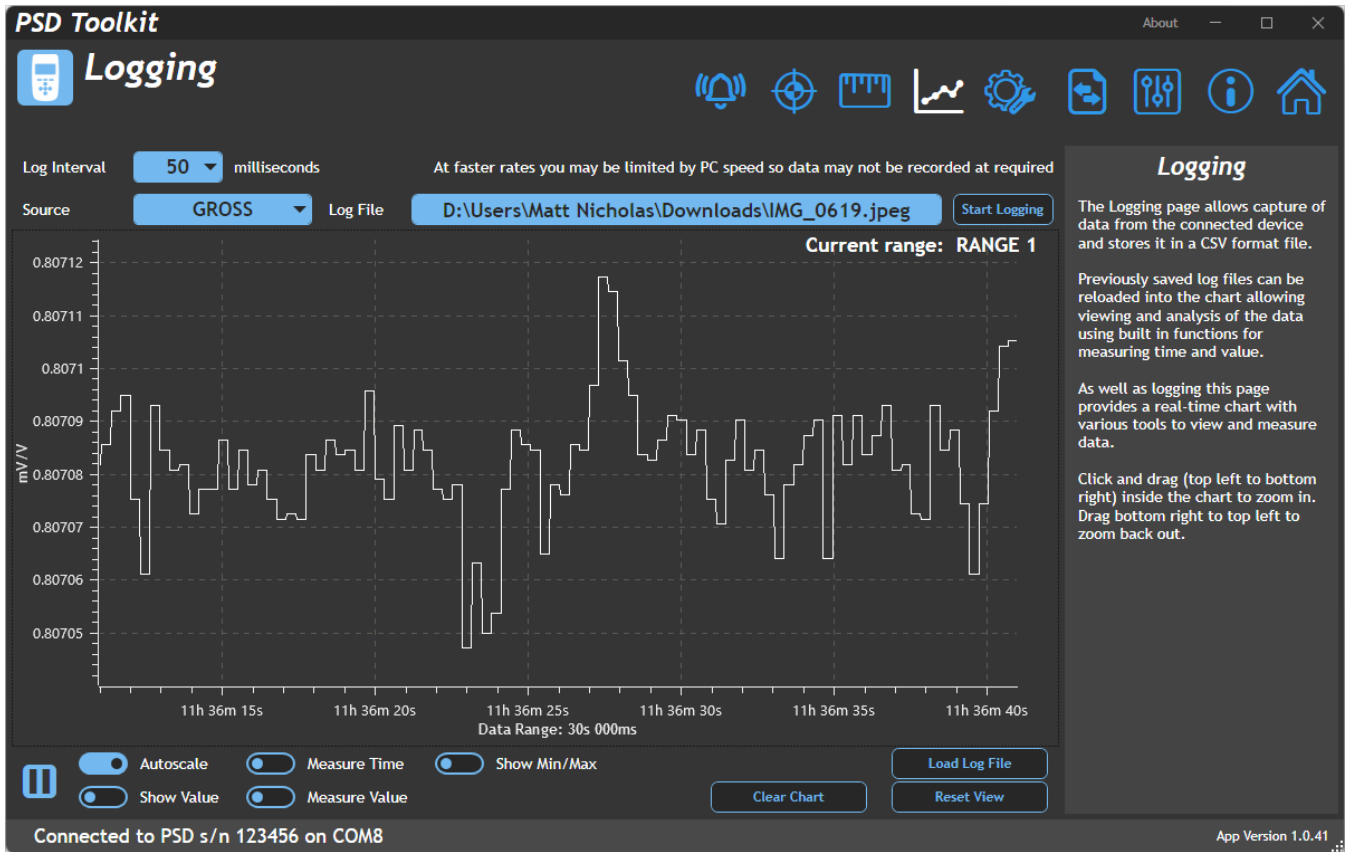 PSD Toolkit
About
Logging
Log Interval 50 milliseconds At faster rates you may be limited by PC speed so data may not be recorded at required
Source GROSS Log File D:\Users\Matt Nicholas\Downloads\IMG_0619.jpeg Start Logging
Current range: RANGE 1
0.80712
0.80711
0.8071
0.80709
0.80708
0.80707
0.80706
0.80705
mV/V
11h 36m 15s 11h 36m 20s 11h 36m 25s 11h 36m 30s 11h 36m 35s 11h 36m 40s
Data Range: 30s 000ms
Autoscale Measure Time Show Min/Max Load Log File
Show Value Measure Value Clear Chart Reset View
Logging
The Logging page allows capture of
data from the connected device
and stores it in a CSV format file.
Previously saved log files can be
reloaded into the chart allowing
viewing and analysis of the data
using built in functions for
measuring time and value.
As well as logging this page
provides a real-time chart with
various tools to view and measure
data.
Click and drag (top left to bottom
right) inside the chart to zoom in.
Drag bottom right to top left to
zoom back out.
Connected to PSD s/n 123456 on COM8
App Version 1.0.41